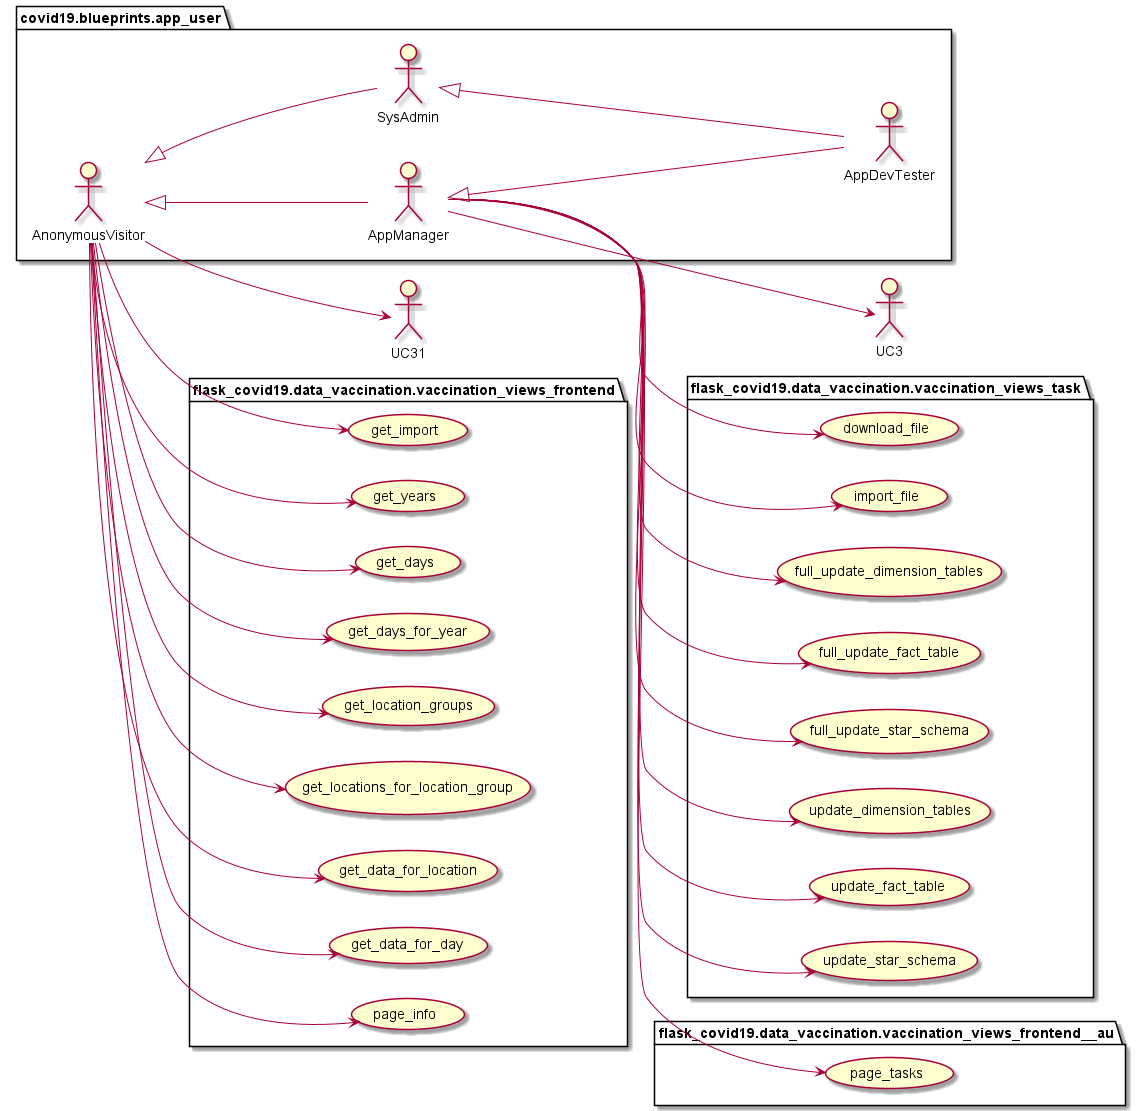 covid19.blueprints.app_user
SysAdmin
AppDevTester
AnonymousVisitor
AppManager
UC31
UC3
flask_covid19.data_vaccination.vaccination_views_frontend
get_import
get_years
get_days
get_days_for_year
get_location_groups
get_locations_for_location_group
get_data_for_location
get_data_for_day
page_info
flask_covid19.data_vaccination.vaccination_views_task
download_file
import_file
full_update_dimension_tables
full_update_fact_table
full_update_star_schema
update_dimension_tables
update_fact_table
update_star_schema
flask_covid19.data_vaccination.vaccination_views_frontend__au
page_tasks